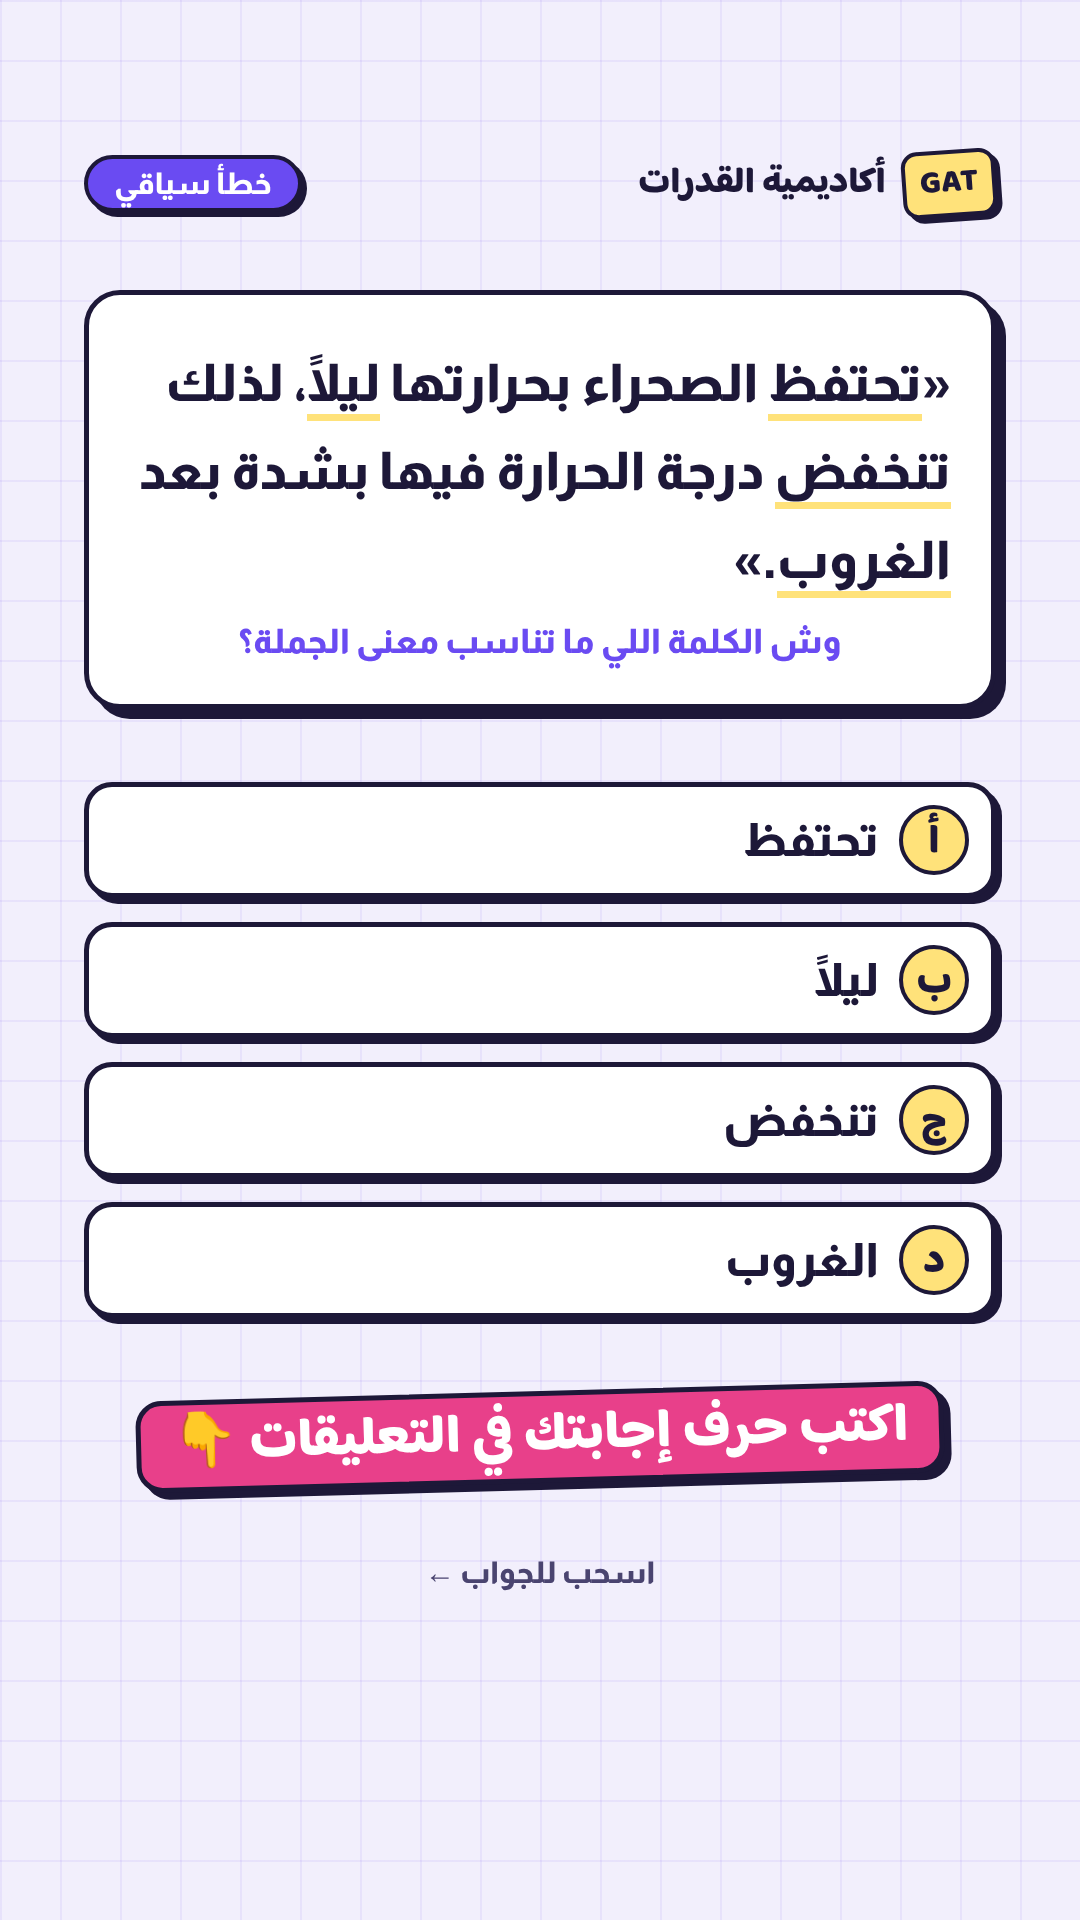 GAT أكاديمية القدرات
خطأ سياقي
«تحتفظ الصحراء بحرارتها ليلاً، لذلك
تنخفض درجة الحرارة فيها بشدة بعد
الغروب.»
وش الكلمة اللي ما تناسب معنى الجملة؟
أ تحتفظ
ب ليلاً
ج تنخفض
د الغروب
اكتب حرف إجابتك في التعليقات 👇
اسحب للجواب ←